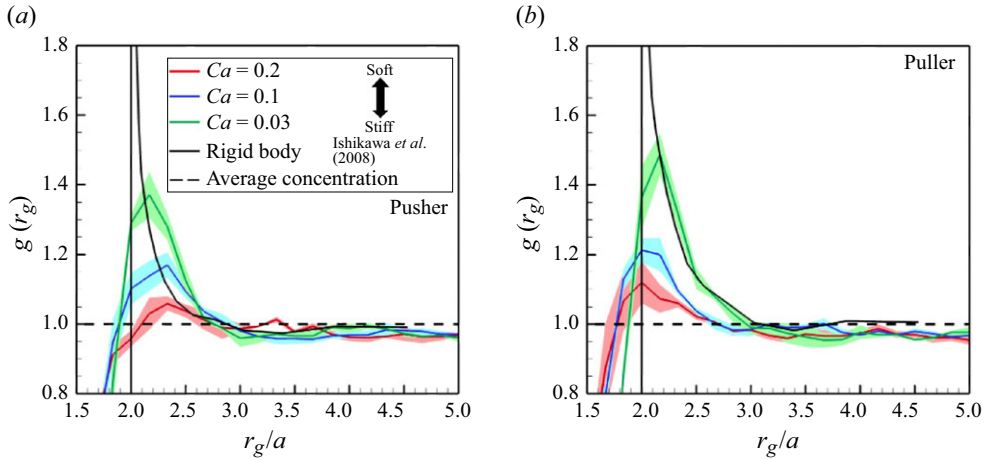 (a)
1.8
1.6
1.4
1.2
1.0
0.8
g (r_g)
Ca = 0.2
Ca = 0.1
Ca = 0.03
Rigid body
Average concentration
Soft
Stiff
Ishikawa et al.
(2008)
Pusher
1.5 2.0 2.5 3.0 3.5 4.0 4.5 5.0
r_g/a
(b)
1.8
1.6
1.4
1.2
1.0
0.8
g (r_g)
Puller
1.5 2.0 2.5 3.0 3.5 4.0 4.5 5.0
r_g/a